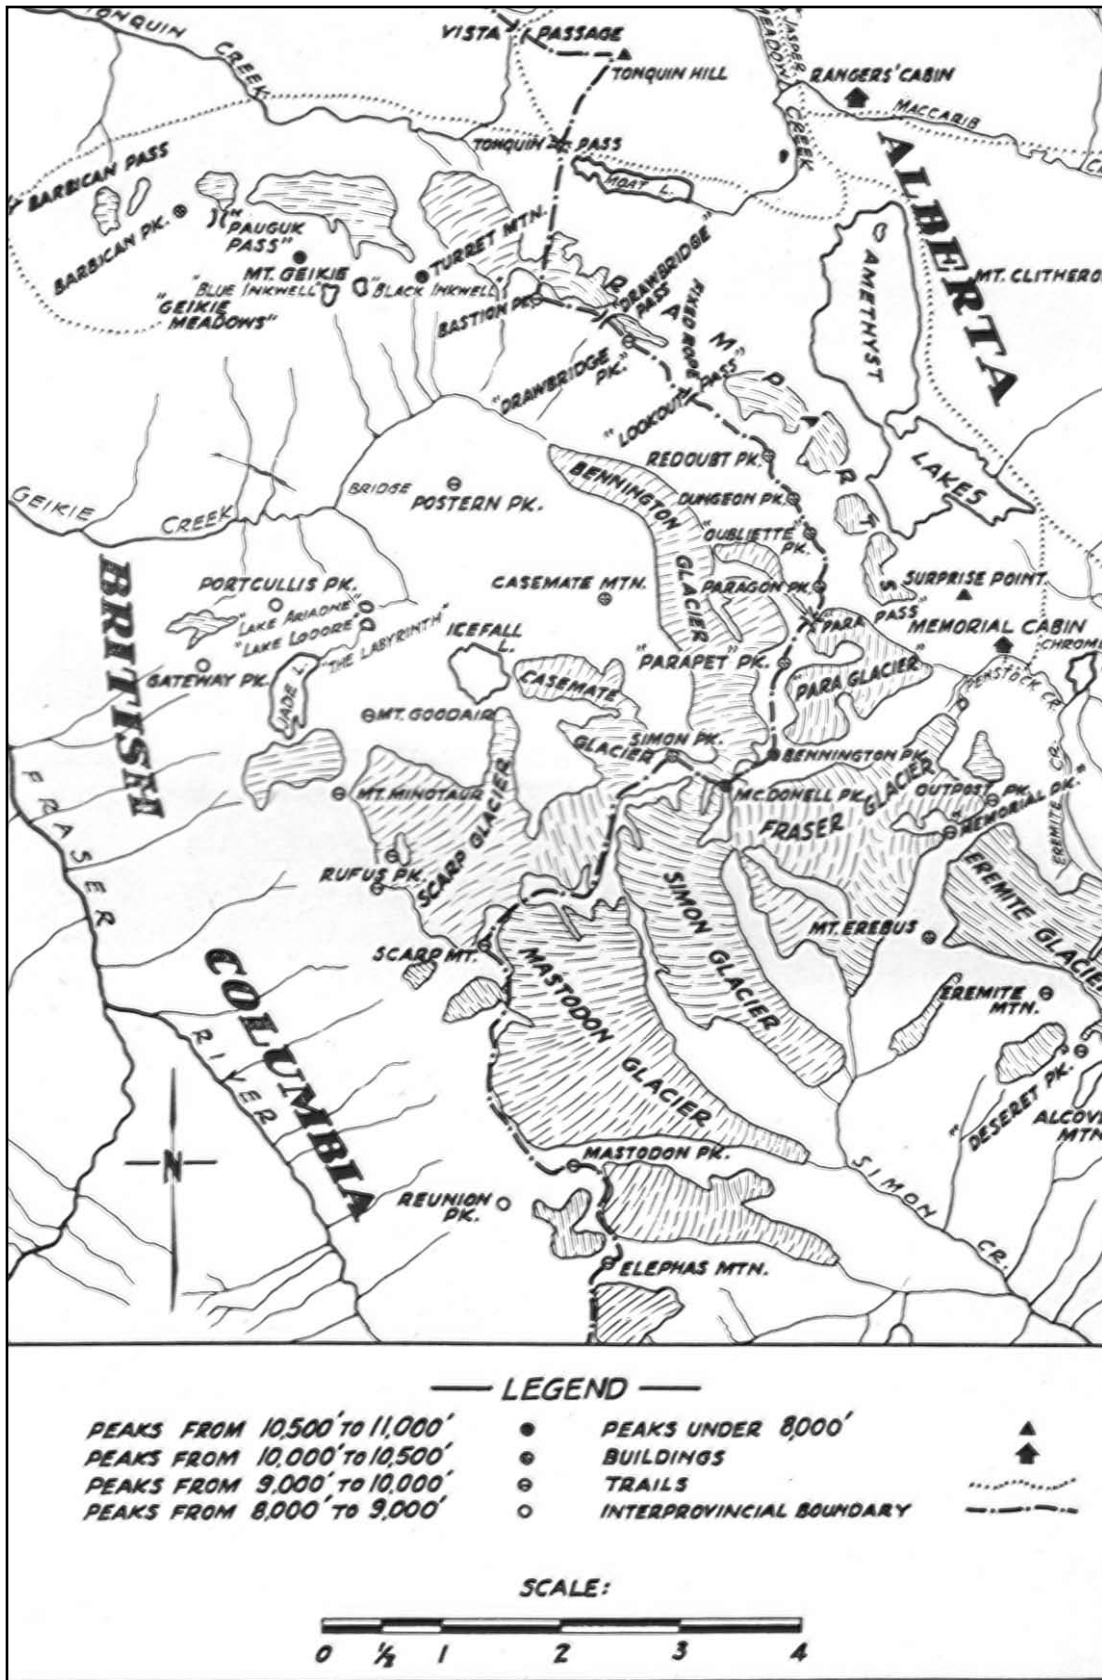 TONQUIN
CREEK
VISTA PASSAGE
TONQUIN HILL
MEADOW
JASPER
CREEK
RANGERS' CABIN
MACCARIB
TONQUIN PASS
MOAT L.
ALBERTA
BARBICAN PASS
BARBICAN PK.
"PAUGUK
PASS"
MT. GEIKIE
TURRET MTN.
"BLUE INKWELL"
"BLACK INKWELL"
"GEIKIE
MEADOWS"
BASTION PK.
"DRAWBRIDGE"
PASS
FIXED ROPE
RAMPARTS
AMETHYST
LAKES
MT. CLITHERO
"DRAWBRIDGE
PK."
"LOOKOUT PASS"
REDOUBT PK.
BENNINGTON
GLACIER
DUNGEON PK.
"OUBLIETTE"
PK.
GEIKIE
CREEK
BRIDGE
POSTERN PK.
BRITISH
PORTCULLIS PK.
"LAKE ARIADNE"
"LAKE LODORE"
CASEMATE MTN.
PARAGON PK.
SURPRISE POINT.
"PARA PASS"
MEMORIAL CABIN
CHROME
GATEWAY PK.
JADE L.
"THE LABYRINTH"
ICEFALL
L.
"PARAPET" PK.
"PARA GLACIER"
PENSTOCK CR.
CASEMATE
GLACIER
MT. GOODAIR
SIMON PK.
BENNINGTON PK.
MT. MINOTAUR
MC.DONELL PK.
FRASER GLACIER
OUTPOST
PK.
"MEMORIAL PK."
EREMITE CR.
FRASER
RIVER
RUFUS PK.
SCARP GLACIER
SIMON
GLACIER
EREMITE GLACIER
MT. EREBUS
SCARP MT.
MASTODON
GLACIER
COLUMBIA
EREMITE
MTN.
"DESERET PK."
ALCOVE
MTN.
N
MASTODON PK.
REUNION
PK.
SIMON
CR.
ELEPHAS MTN.
LEGEND
PEAKS FROM 10,500' TO 11,000'
PEAKS UNDER 8,000'
PEAKS FROM 10,000' TO 10,500'
BUILDINGS
PEAKS FROM 9,000' TO 10,000'
TRAILS
PEAKS FROM 8,000' TO 9,000'
INTERPROVINCIAL BOUNDARY
SCALE:
0 ½ 1 2 3 4